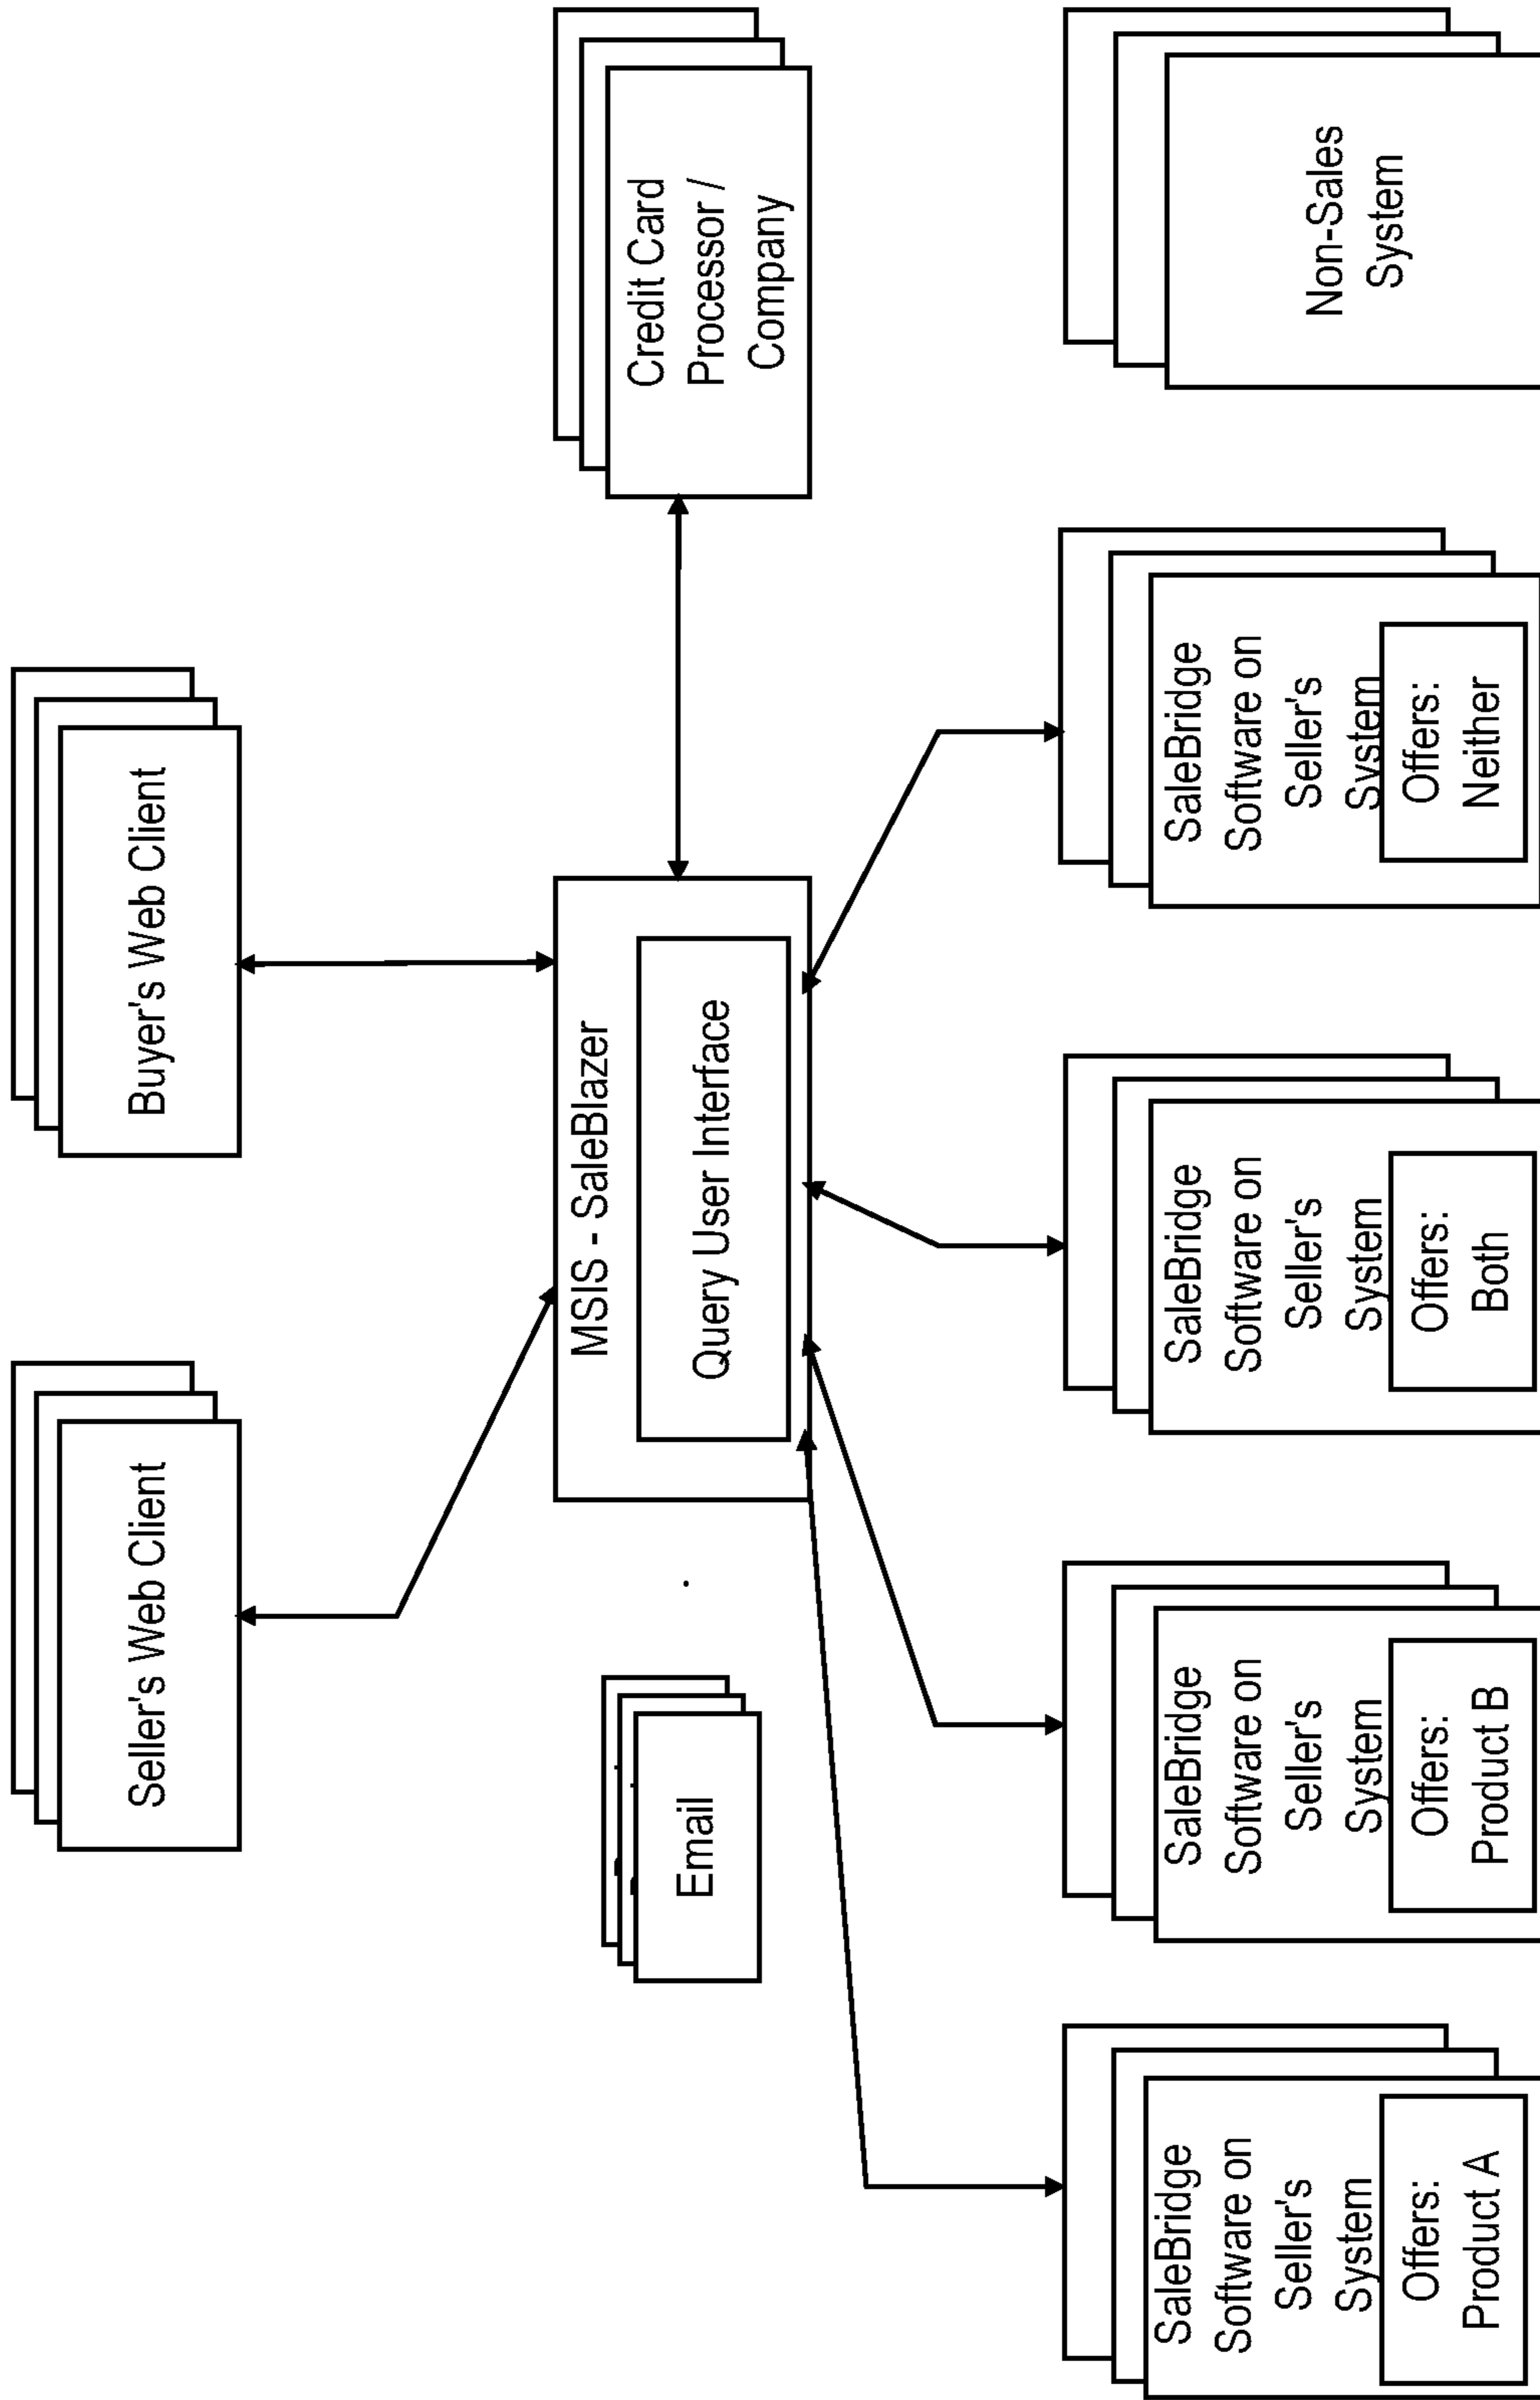 Seller's Web Client
Buyer's Web Client
Email
MSIS - SaleBlazer
Query User Interface
Credit Card
Processor /
Company
SaleBridge
Software on
Seller's
System
Offers:
Product A
SaleBridge
Software on
Seller's
System
Offers:
Product B
SaleBridge
Software on
Seller's
System
Offers:
Both
SaleBridge
Software on
Seller's
System
Offers:
Neither
Non-Sales
System